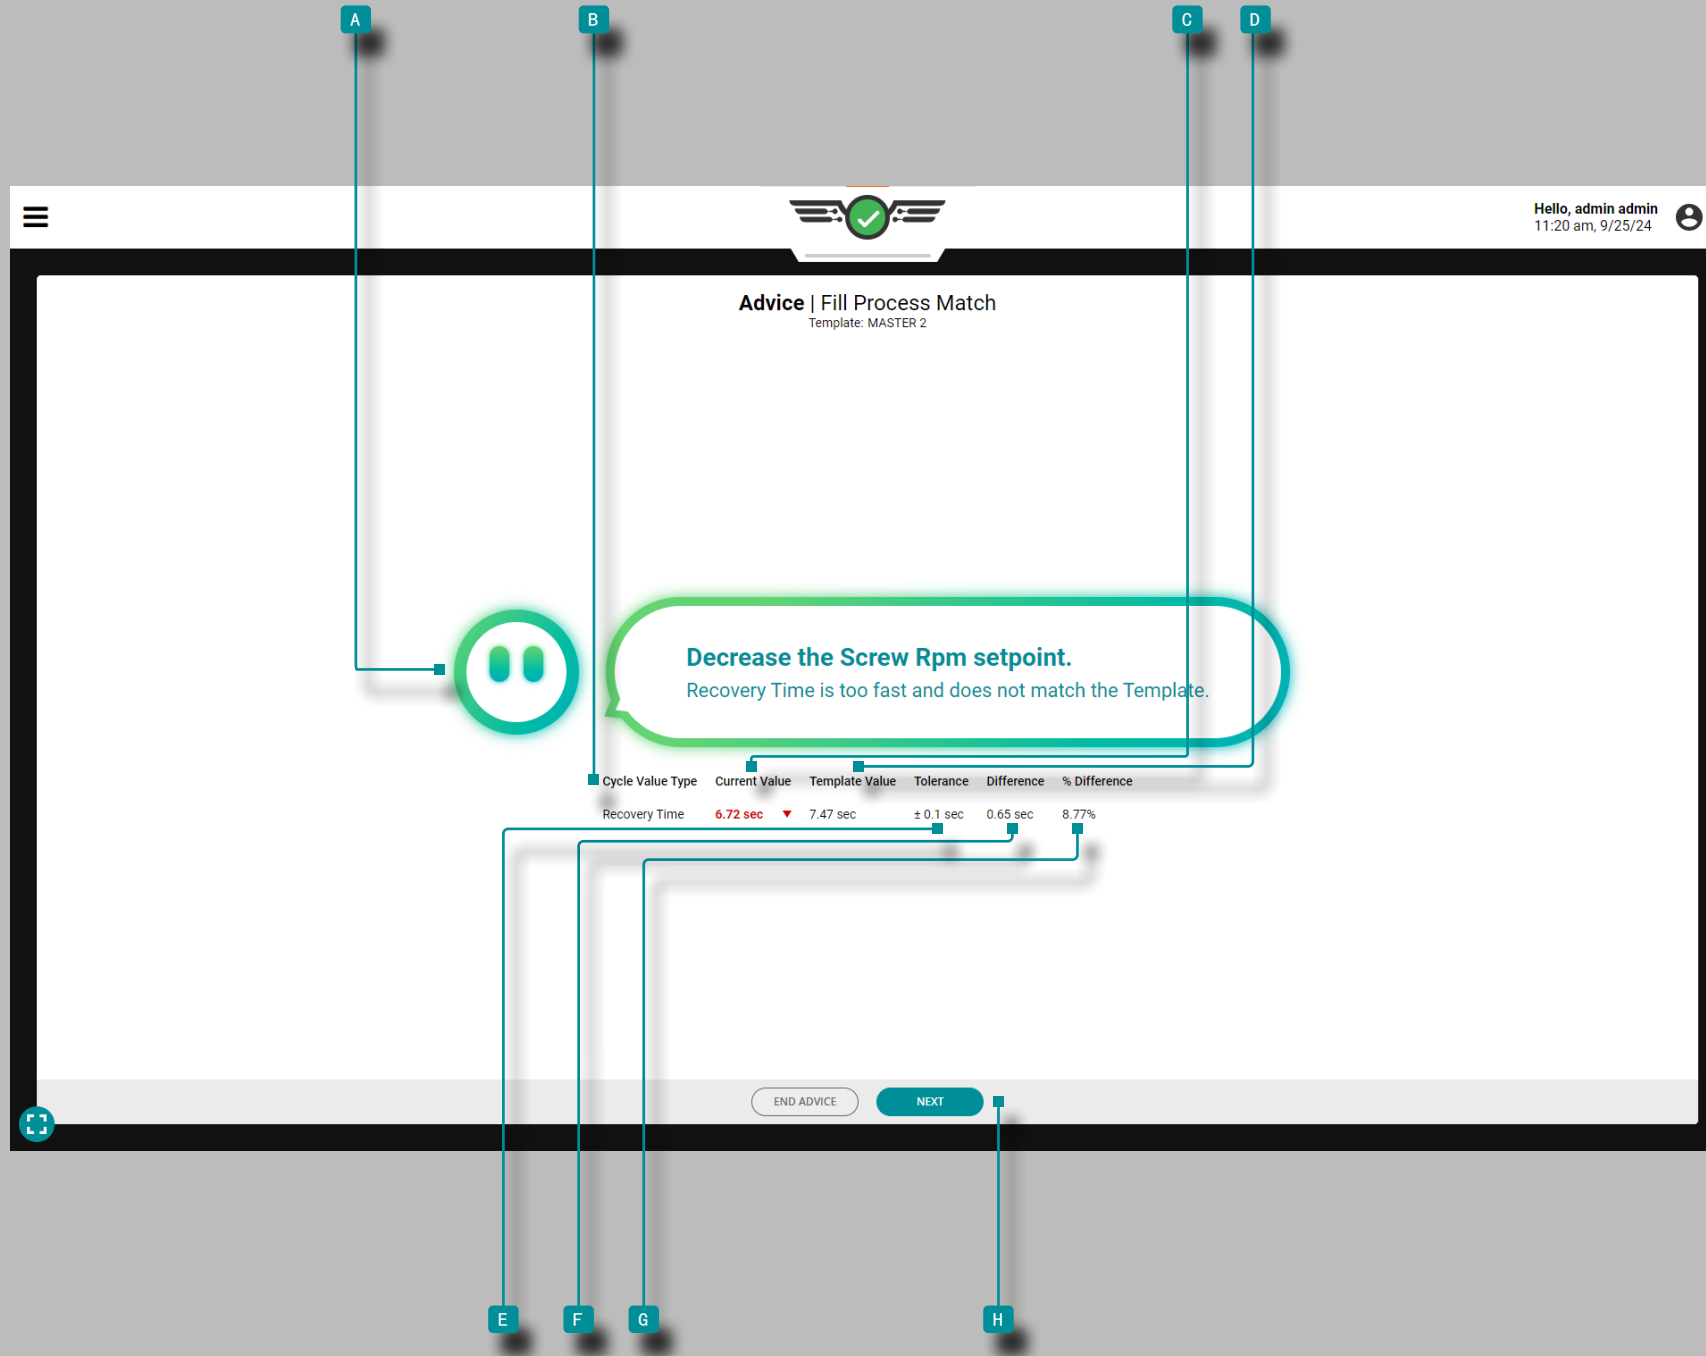 A B C D
Hello, admin admin
11:20 am, 9/25/24
Advice | Fill Process Match
Template: MASTER 2
Decrease the Screw Rpm setpoint.
Recovery Time is too fast and does not match the Template.
Cycle Value Type Current Value Template Value Tolerance Difference % Difference
Recovery Time 6.72 sec ▼ 7.47 sec ± 0.1 sec 0.65 sec 8.77%
END ADVICE NEXT
E F G H